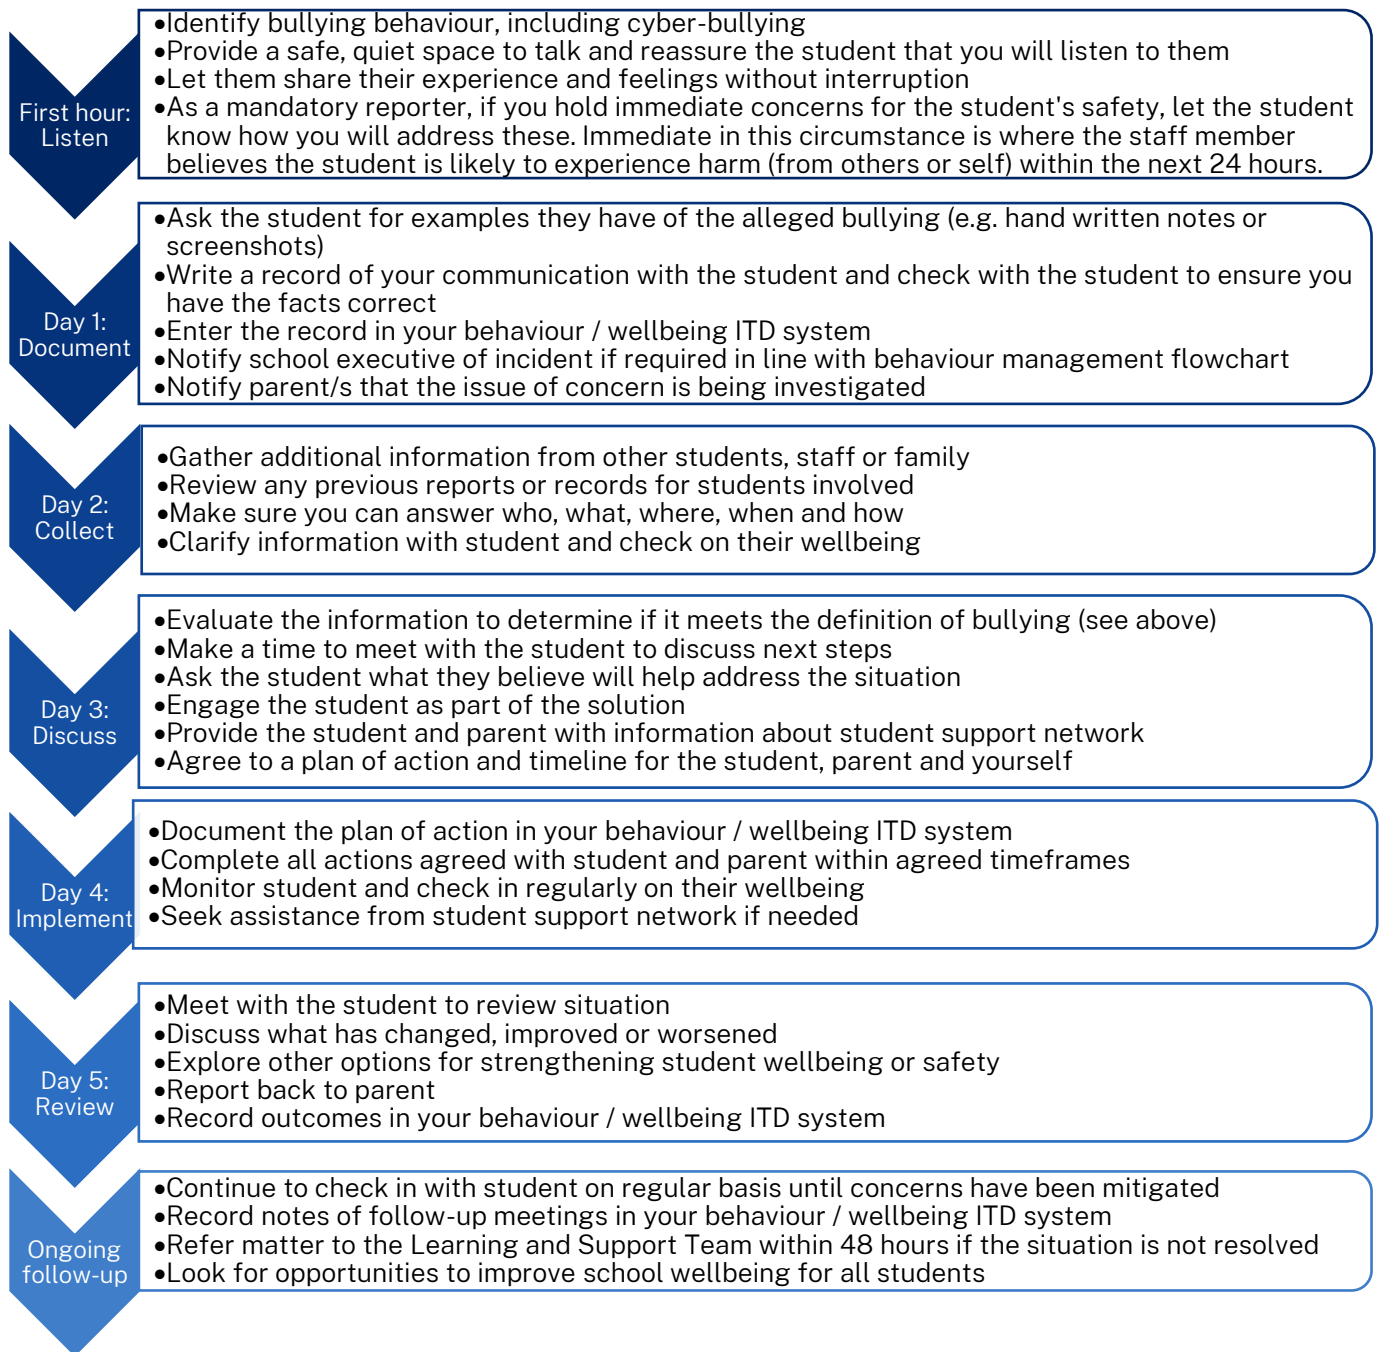 First hour:
Listen
•Identify bullying behaviour, including cyber-bullying
•Provide a safe, quiet space to talk and reassure the student that you will listen to them
•Let them share their experience and feelings without interruption
•As a mandatory reporter, if you hold immediate concerns for the student's safety, let the student
know how you will address these. Immediate in this circumstance is where the staff member
believes the student is likely to experience harm (from others or self) within the next 24 hours.
Day 1:
Document
•Ask the student for examples they have of the alleged bullying (e.g. hand written notes or
screenshots)
•Write a record of your communication with the student and check with the student to ensure you
have the facts correct
•Enter the record in your behaviour / wellbeing ITD system
•Notify school executive of incident if required in line with behaviour management flowchart
•Notify parent/s that the issue of concern is being investigated
Day 2:
Collect
•Gather additional information from other students, staff or family
•Review any previous reports or records for students involved
•Make sure you can answer who, what, where, when and how
•Clarify information with student and check on their wellbeing
Day 3:
Discuss
•Evaluate the information to determine if it meets the definition of bullying (see above)
•Make a time to meet with the student to discuss next steps
•Ask the student what they believe will help address the situation
•Engage the student as part of the solution
•Provide the student and parent with information about student support network
•Agree to a plan of action and timeline for the student, parent and yourself
Day 4:
Implement
•Document the plan of action in your behaviour / wellbeing ITD system
•Complete all actions agreed with student and parent within agreed timeframes
•Monitor student and check in regularly on their wellbeing
•Seek assistance from student support network if needed
Day 5:
Review
•Meet with the student to review situation
•Discuss what has changed, improved or worsened
•Explore other options for strengthening student wellbeing or safety
•Report back to parent
•Record outcomes in your behaviour / wellbeing ITD system
Ongoing
follow-up
•Continue to check in with student on regular basis until concerns have been mitigated
•Record notes of follow-up meetings in your behaviour / wellbeing ITD system
•Refer matter to the Learning and Support Team within 48 hours if the situation is not resolved
•Look for opportunities to improve school wellbeing for all students